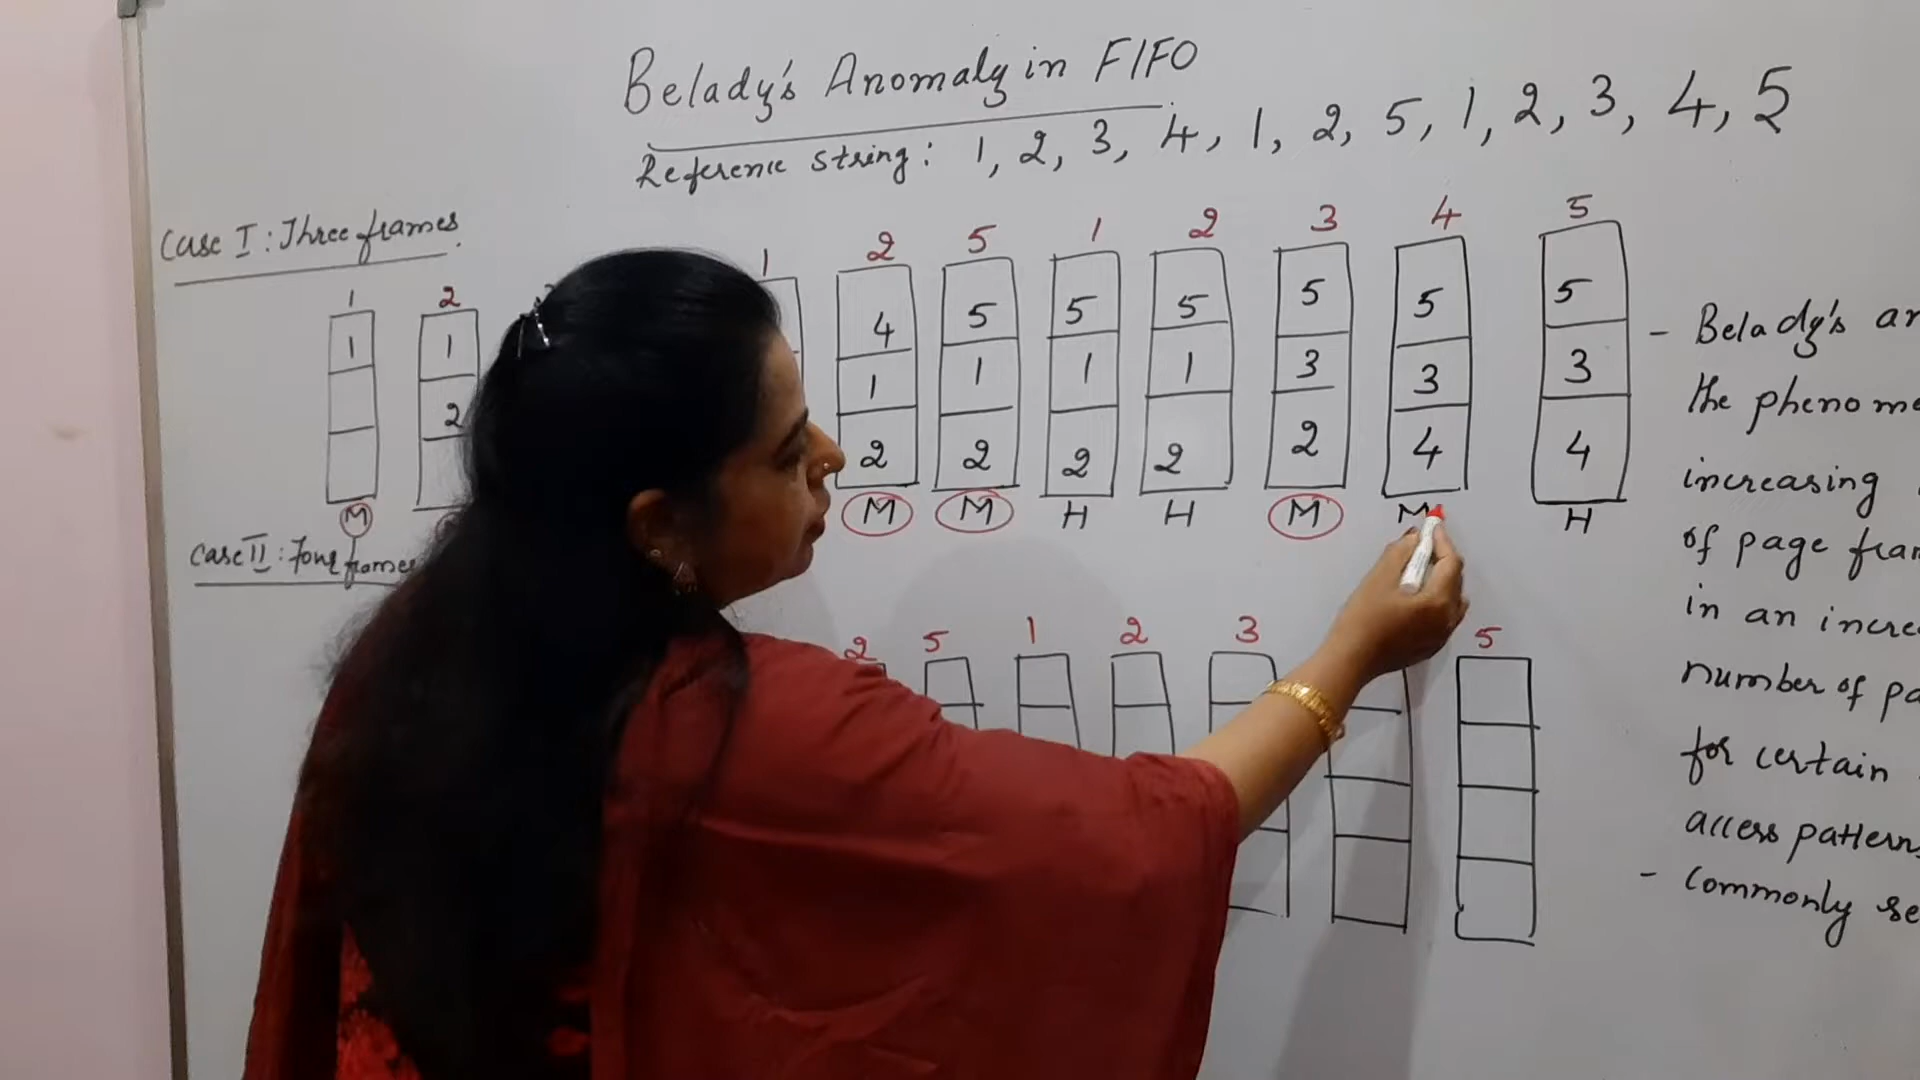 Belady's Anomaly in FIFO
Reference string: 1, 2, 3, 4, 1, 2, 5, 1, 2, 3, 4, 5
Case I: Three frames
1 2 1 2 5 1 2 3 4 5
1 1 4 5 5 5 5 5 5
2 1 1 1 1 3 3 3
2 2 2 2 2 4 4
M M M H H M M H
Case II: Four frames
2 5 1 2 3 5
- Belady's
the
increasing
of page
in an
number of
for certain
access pattern
- Commonly